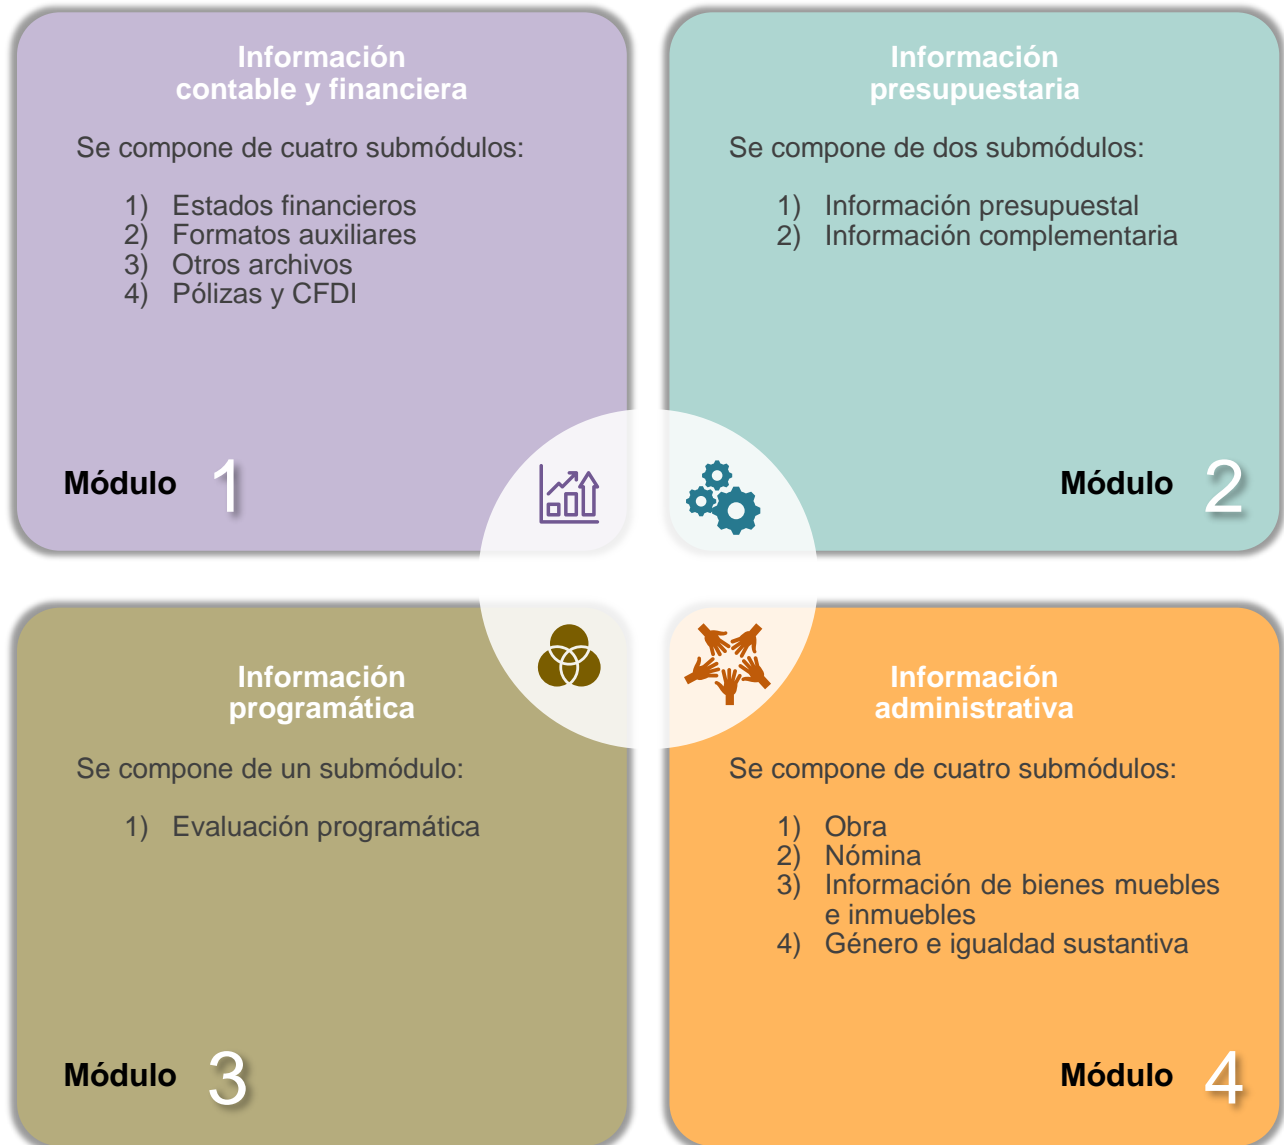 Información
contable y financiera
Se compone de cuatro submódulos:
1) Estados financieros
2) Formatos auxiliares
3) Otros archivos
4) Pólizas y CFDI
Módulo 1
Información
presupuestaria
Se compone de dos submódulos:
1) Información presupuestal
2) Información complementaria
Módulo 2
Información
programática
Se compone de un submódulo:
1) Evaluación programática
Módulo 3
Información
administrativa
Se compone de cuatro submódulos:
1) Obra
2) Nómina
3) Información de bienes muebles
e inmuebles
4) Género e igualdad sustantiva
Módulo 4